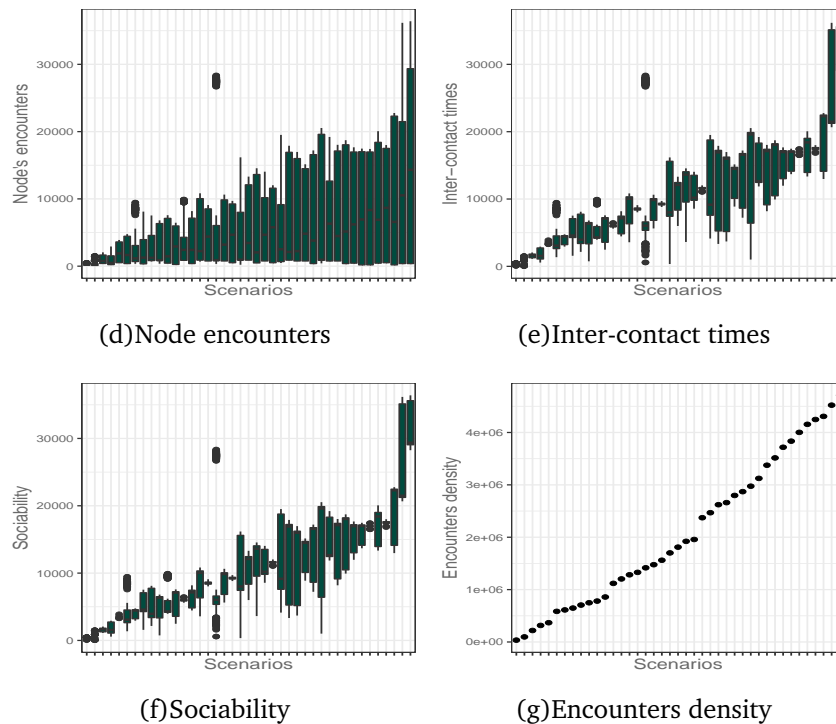 30000
20000
10000
0
Node's encounters
Scenarios
(d)Node encounters
30000
20000
10000
0
Inter−contact times
Scenarios
(e)Inter-contact times
30000
20000
10000
0
Sociability
Scenarios
(f)Sociability
4e+06
3e+06
2e+06
1e+06
0e+00
Encounters density
Scenarios
(g)Encounters density